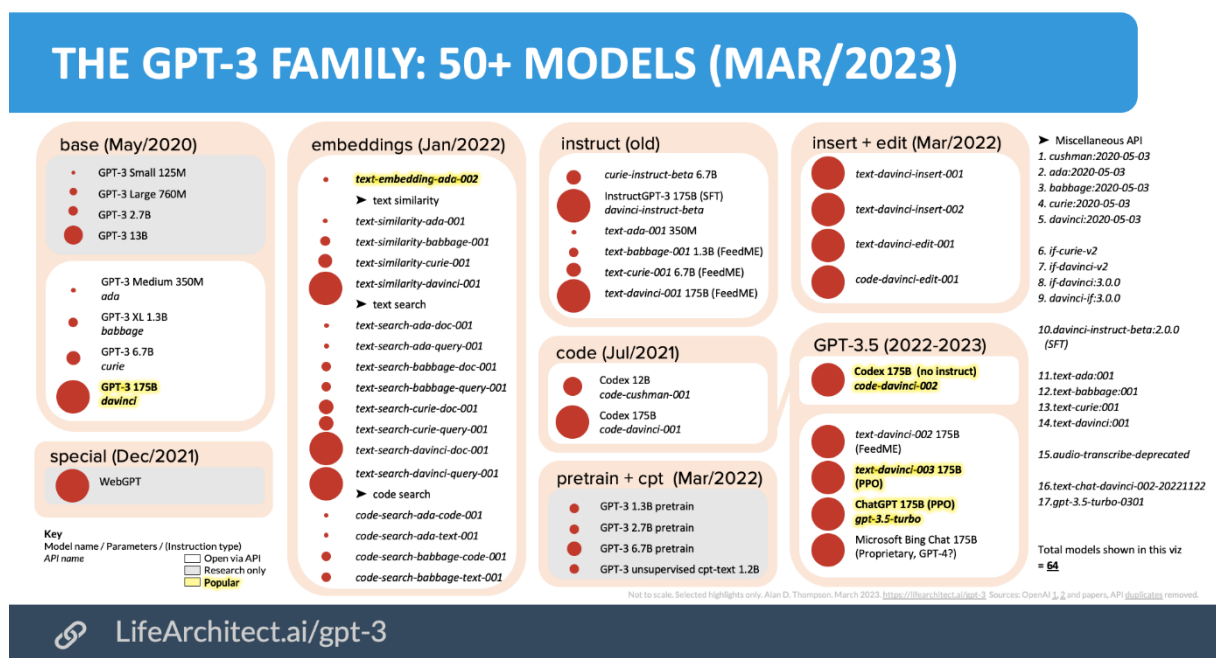 THE GPT-3 FAMILY: 50+ MODELS (MAR/2023)
base (May/2020)
GPT-3 Small 125M
GPT-3 Large 760M
GPT-3 2.7B
GPT-3 13B
GPT-3 Medium 350M
ada
GPT-3 XL 1.3B
babbage
GPT-3 6.7B
curie
GPT-3 175B
davinci
special (Dec/2021)
WebGPT
Key
Model name / Parameters / (Instruction type)
API name
Open via API
Research only
Popular
embeddings (Jan/2022)
text-embedding-ada-002
➤ text similarity
text-similarity-ada-001
text-similarity-babbage-001
text-similarity-curie-001
text-similarity-davinci-001
➤ text search
text-search-ada-doc-001
text-search-ada-query-001
text-search-babbage-doc-001
text-search-babbage-query-001
text-search-curie-doc-001
text-search-curie-query-001
text-search-davinci-doc-001
text-search-davinci-query-001
➤ code search
code-search-ada-code-001
code-search-ada-text-001
code-search-babbage-code-001
code-search-babbage-text-001
instruct (old)
curie-instruct-beta 6.7B
InstructGPT-3 175B (SFT)
davinci-instruct-beta
text-ada-001 350M
text-babbage-001 1.3B (FeedME)
text-curie-001 6.7B (FeedME)
text-davinci-001 175B (FeedME)
code (Jul/2021)
Codex 12B
code-cushman-001
Codex 175B
code-davinci-001
pretrain + cpt (Mar/2022)
GPT-3 1.3B pretrain
GPT-3 2.7B pretrain
GPT-3 6.7B pretrain
GPT-3 unsupervised cpt-text 1.2B
insert + edit (Mar/2022)
text-davinci-insert-001
text-davinci-insert-002
text-davinci-edit-001
code-davinci-edit-001
GPT-3.5 (2022-2023)
Codex 175B (no instruct)
code-davinci-002
text-davinci-002 175B
(FeedME)
text-davinci-003 175B
(PPO)
ChatGPT 175B (PPO)
gpt-3.5-turbo
Microsoft Bing Chat 175B
(Proprietary, GPT-4?)
➤ Miscellaneous API
1. cushman:2020-05-03
2. ada:2020-05-03
3. babbage:2020-05-03
4. curie:2020-05-03
5. davinci:2020-05-03
6. if-curie-v2
7. if-davinci-v2
8. if-davinci:3.0.0
9. davinci-if:3.0.0
10.davinci-instruct-beta:2.0.0
(SFT)
11.text-ada:001
12.text-babbage:001
13.text-curie:001
14.text-davinci:001
15.audio-transcribe-deprecated
16.text-chat-davinci-002-20221122
17.gpt-3.5-turbo-0301
Total models shown in this viz
= 64
Not to scale. Selected highlights only. Alan D. Thompson. March 2023. https://lifearchitect.ai/gpt-3 Sources: OpenAI 1, 2 and papers, API duplicates removed.
LifeArchitect.ai/gpt-3